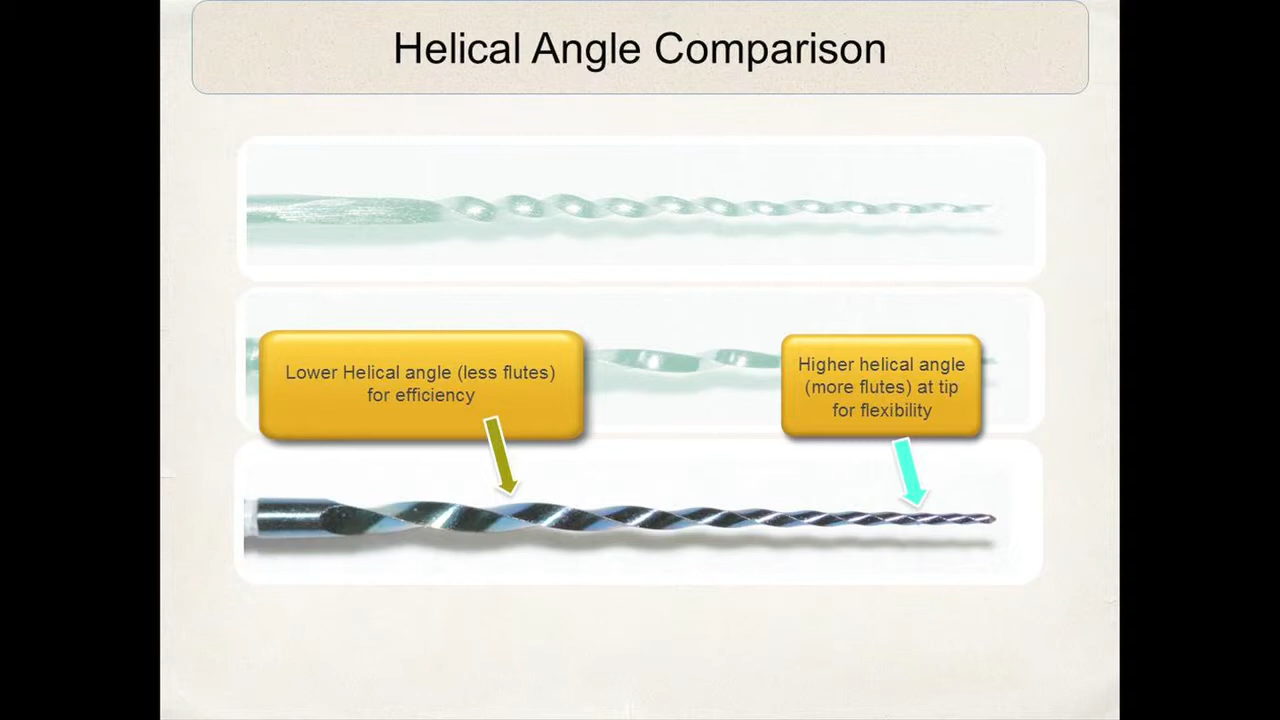 Helical Angle Comparison
Lower Helical angle (less flutes)
for efficiency
Higher helical angle
(more flutes) at tip
for flexibility